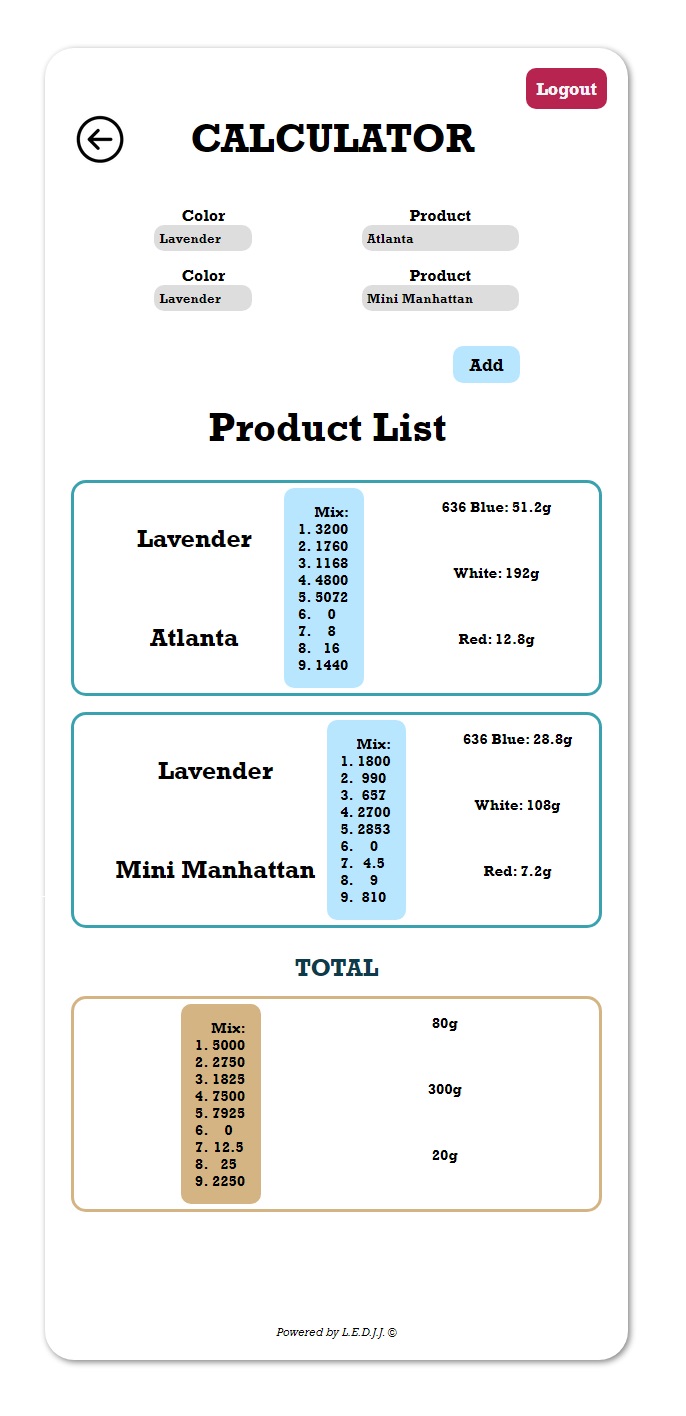 Logout
CALCULATOR
Color
Product
Lavender
Atlanta
Color
Product
Lavender
Mini Manhattan
Add
Product List
Lavender
Atlanta
Mix:
1. 3200
2. 1760
3. 1168
4. 4800
5. 5072
6. 0
7. 8
8. 16
9. 1440
636 Blue: 51.2g
White: 192g
Red: 12.8g
Lavender
Mini Manhattan
Mix:
1. 1800
2. 990
3. 657
4. 2700
5. 2853
6. 0
7. 4.5
8. 9
9. 810
636 Blue: 28.8g
White: 108g
Red: 7.2g
TOTAL
Mix:
1. 5000
2. 2750
3. 1825
4. 7500
5. 7925
6. 0
7. 12.5
8. 25
9. 2250
80g
300g
20g
Powered by L.E.D.J.J. ©